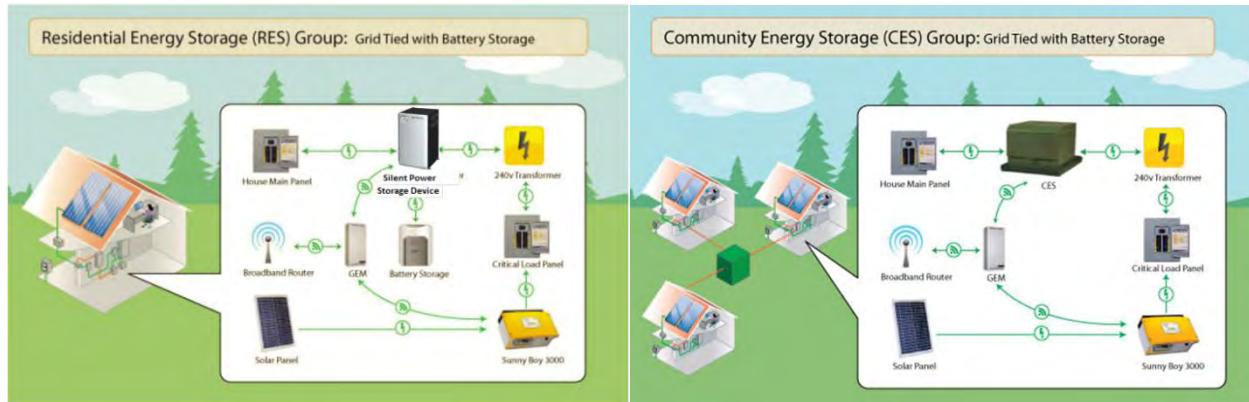 Residential Energy Storage (RES) Group: Grid Tied with Battery Storage
House Main Panel
Silent Power
Storage Device
240v Transformer
Broadband Router
GEM
Battery Storage
Critical Load Panel
Solar Panel
Sunny Boy 3000
Community Energy Storage (CES) Group: Grid Tied with Battery Storage
House Main Panel
CES
240v Transformer
Broadband Router
GEM
Critical Load Panel
Solar Panel
Sunny Boy 3000